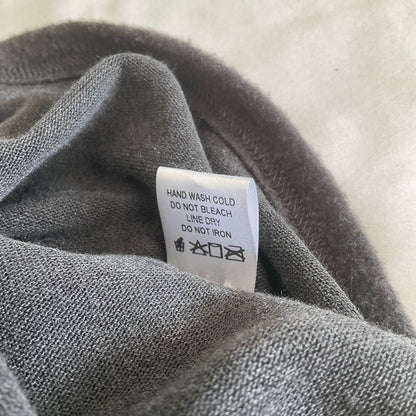 HAND WASH COLD
DO NOT BLEACH
LINE DRY
DO NOT IRON